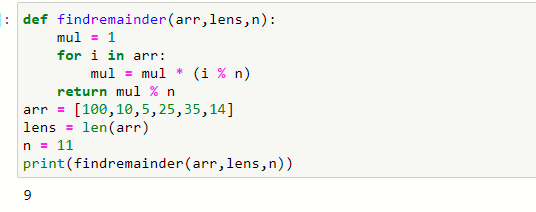 ]: def findremainder(arr,lens,n):
    mul = 1
    for i in arr:
        mul = mul * (i % n)
    return mul % n
arr = [100,10,5,25,35,14]
lens = len(arr)
n = 11
print(findremainder(arr,lens,n))
9